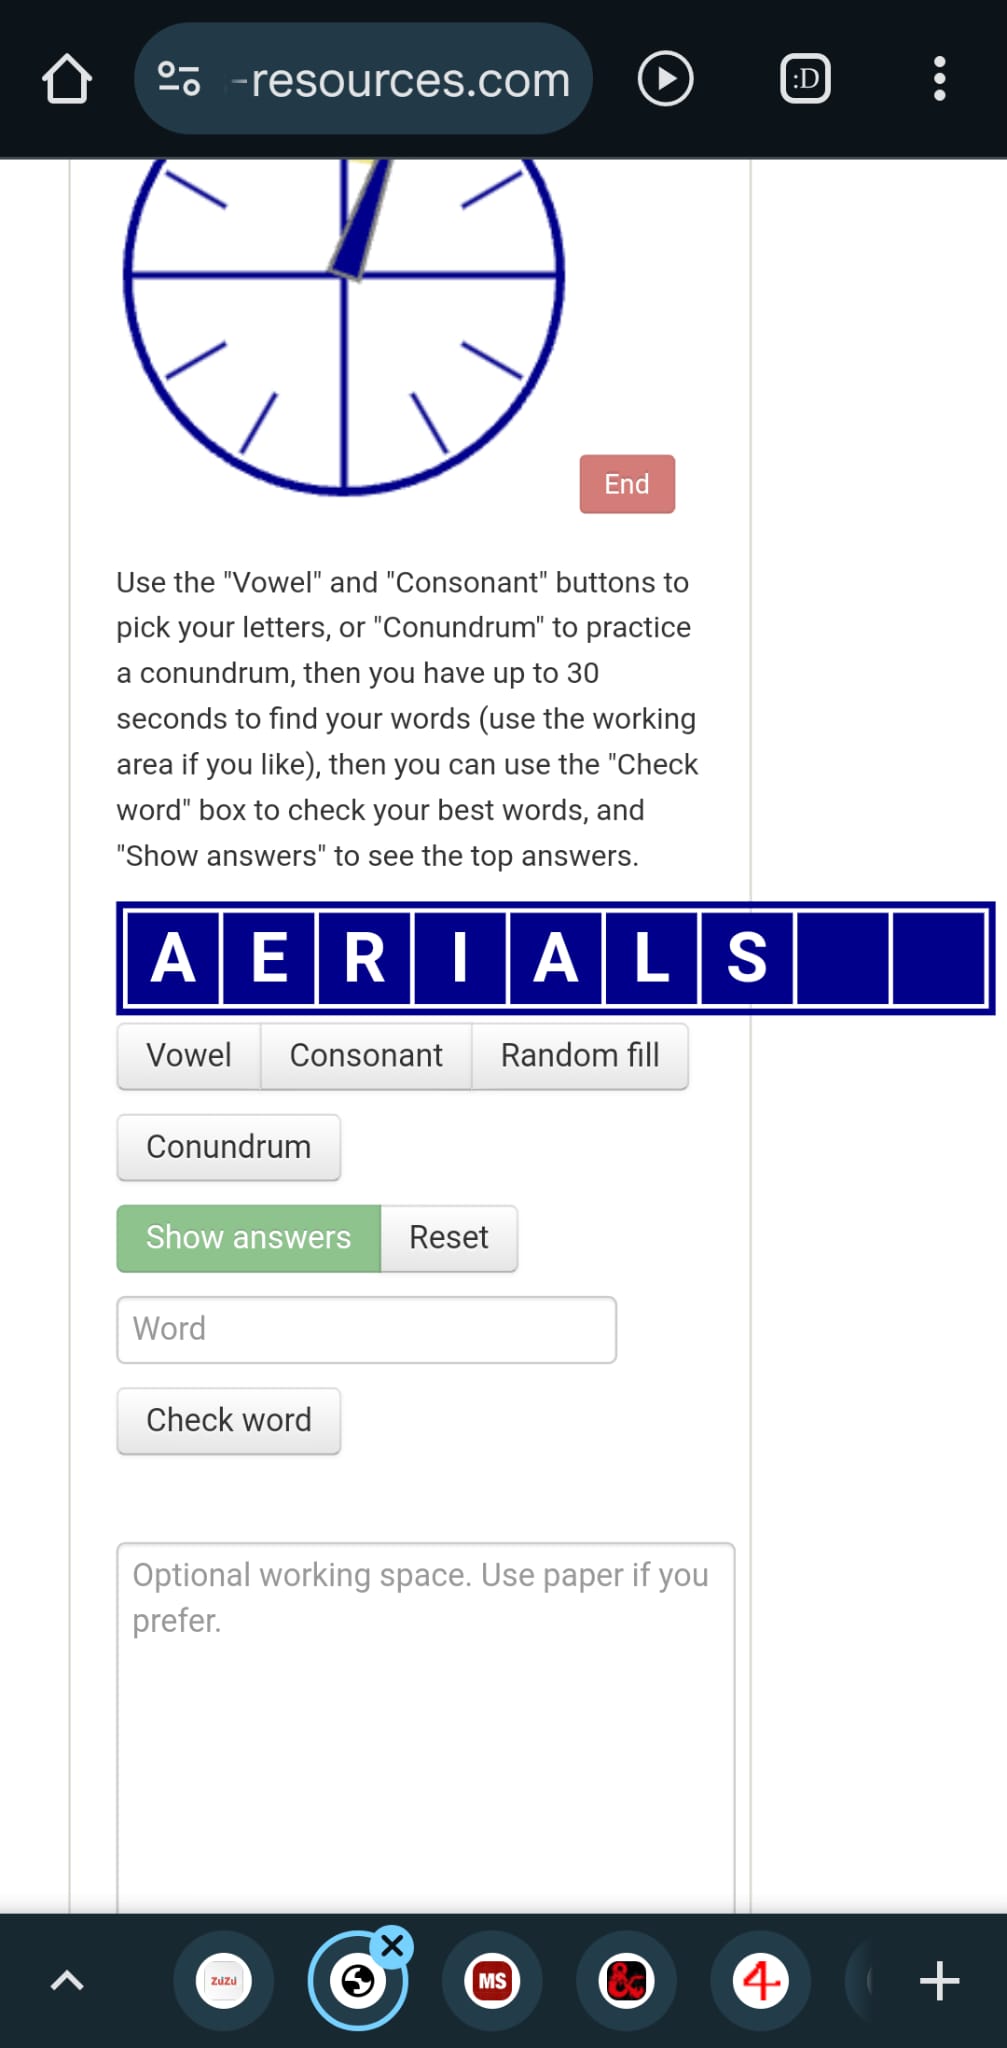 -resources.com
:D
End
Use the "Vowel" and "Consonant" buttons to
pick your letters, or "Conundrum" to practice
a conundrum, then you have up to 30
seconds to find your words (use the working
area if you like), then you can use the "Check
word" box to check your best words, and
"Show answers" to see the top answers.
A E R I A L S
Vowel Consonant Random fill
Conundrum
Show answers Reset
Word
Check word
Optional working space. Use paper if you
prefer.
zuzu MS &c 4